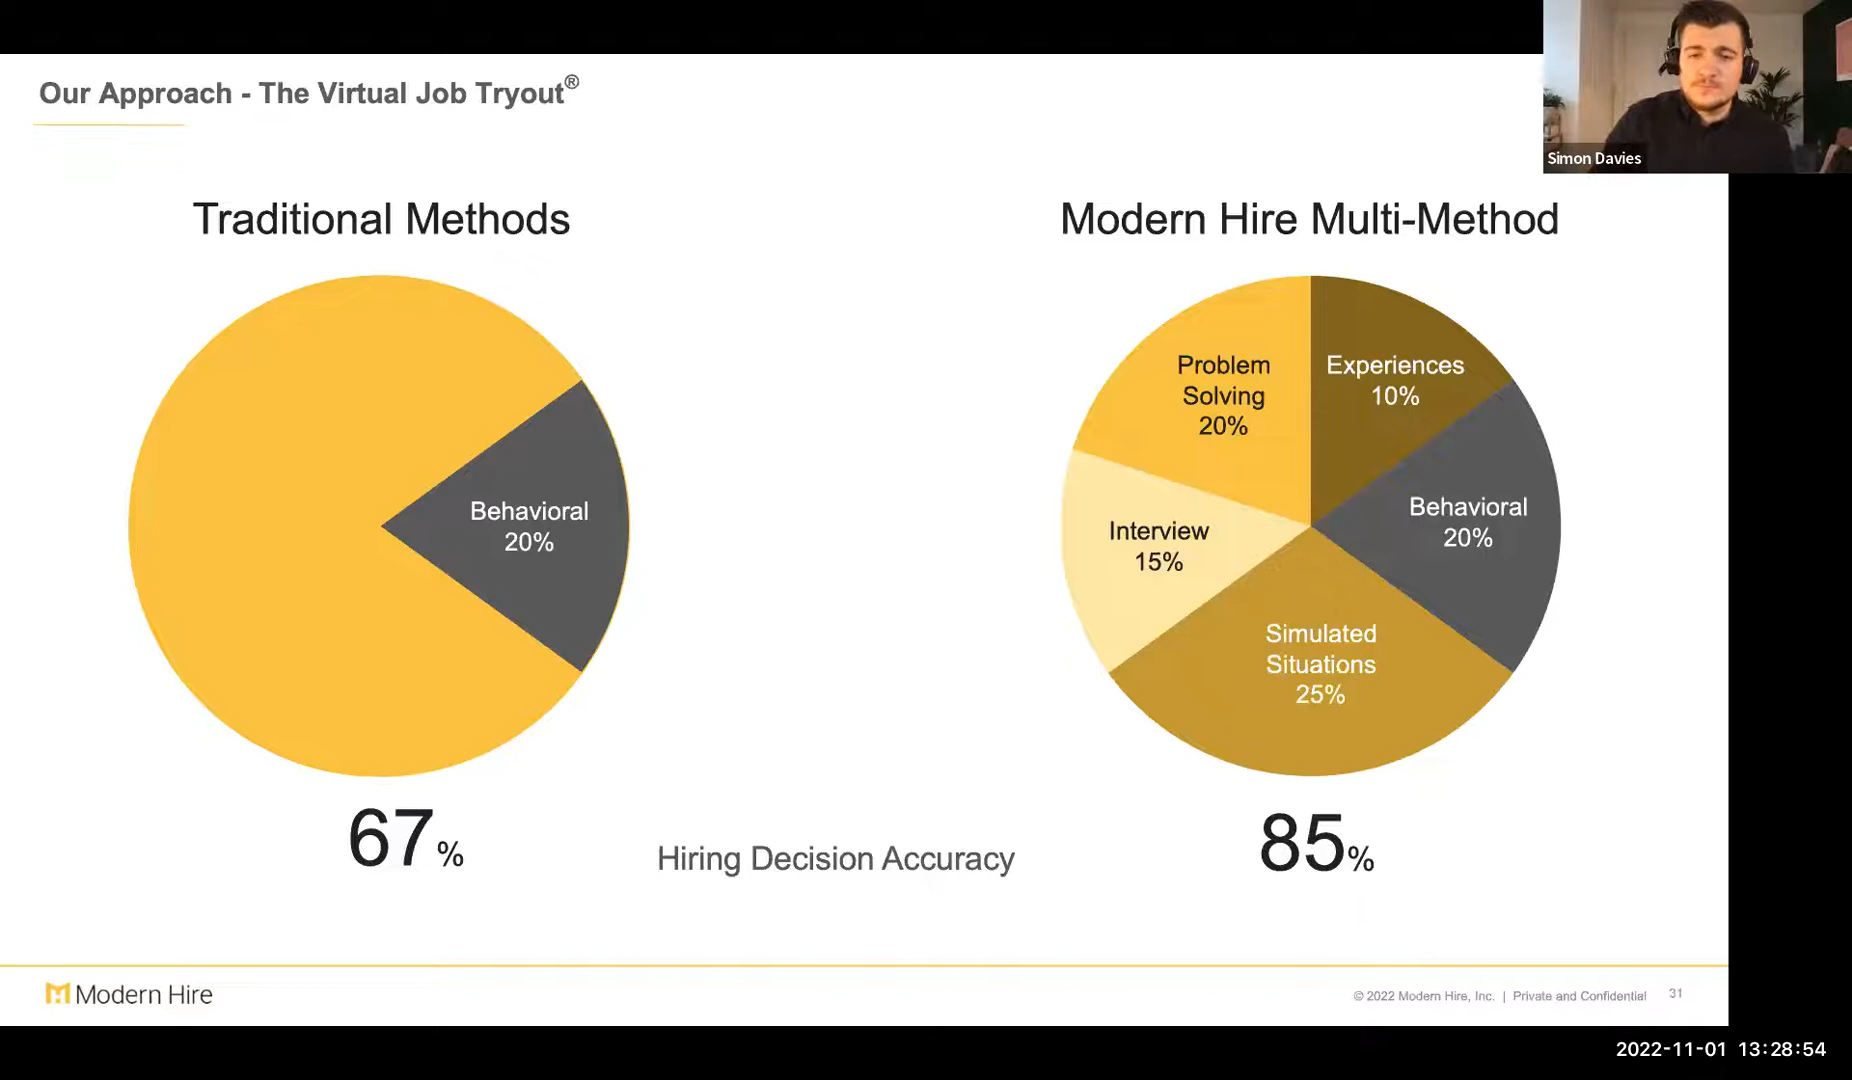 Our Approach - The Virtual Job Tryout®
Simon Davies
Traditional Methods
Behavioral
20%
67%
Modern Hire Multi-Method
Problem
Solving
20%
Experiences
10%
Behavioral
20%
Interview
15%
Simulated
Situations
25%
85%
Hiring Decision Accuracy
Modern Hire
© 2022 Modern Hire, Inc. | Private and Confidential 31
2022-11-01 13:28:54